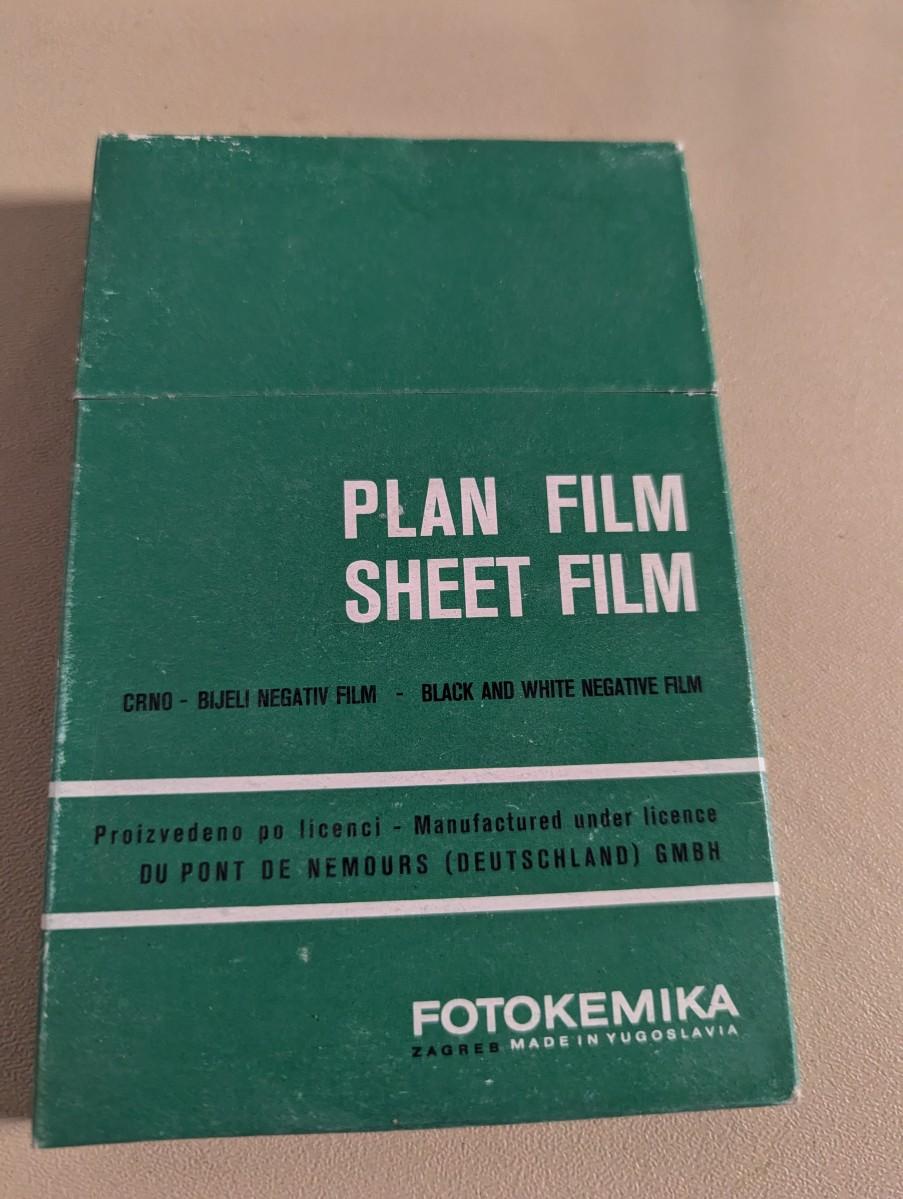 PLAN FILM
SHEET FILM
CRNO - BIJELI NEGATIV FILM - BLACK AND WHITE NEGATIVE FILM
Proizvedeno po licenci - Manufactured under licence
DU PONT DE NEMOURS (DEUTSCHLAND) GMBH
FOTOKEMIKA
ZAGREB MADE IN YUGOSLAVIA